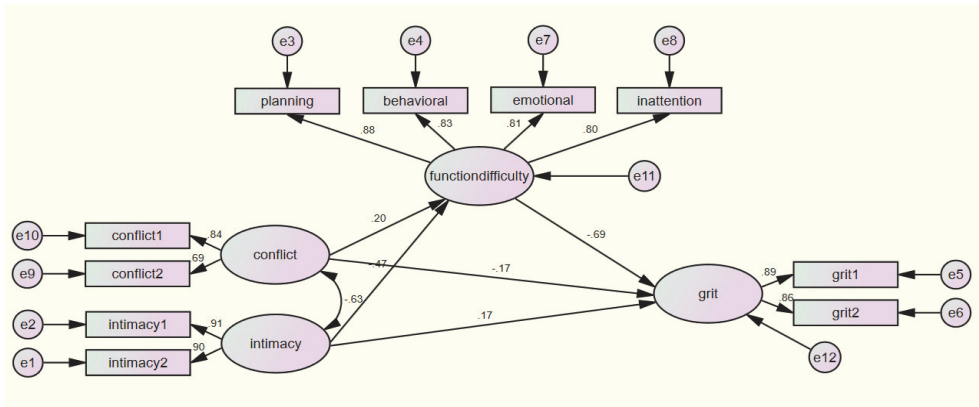 e3
e4
e7
e8
planning
behavioral
emotional
inattention
.88
.83
.81
.80
functiondifficulty
e11
e10
conflict1
.84
conflict
.20
-.69
e9
conflict2
.69
-.47
-.17
.89
grit1
e5
grit
-.63
e2
intimacy1
.91
.17
.86
grit2
e6
intimacy
e1
intimacy2
.90
e12